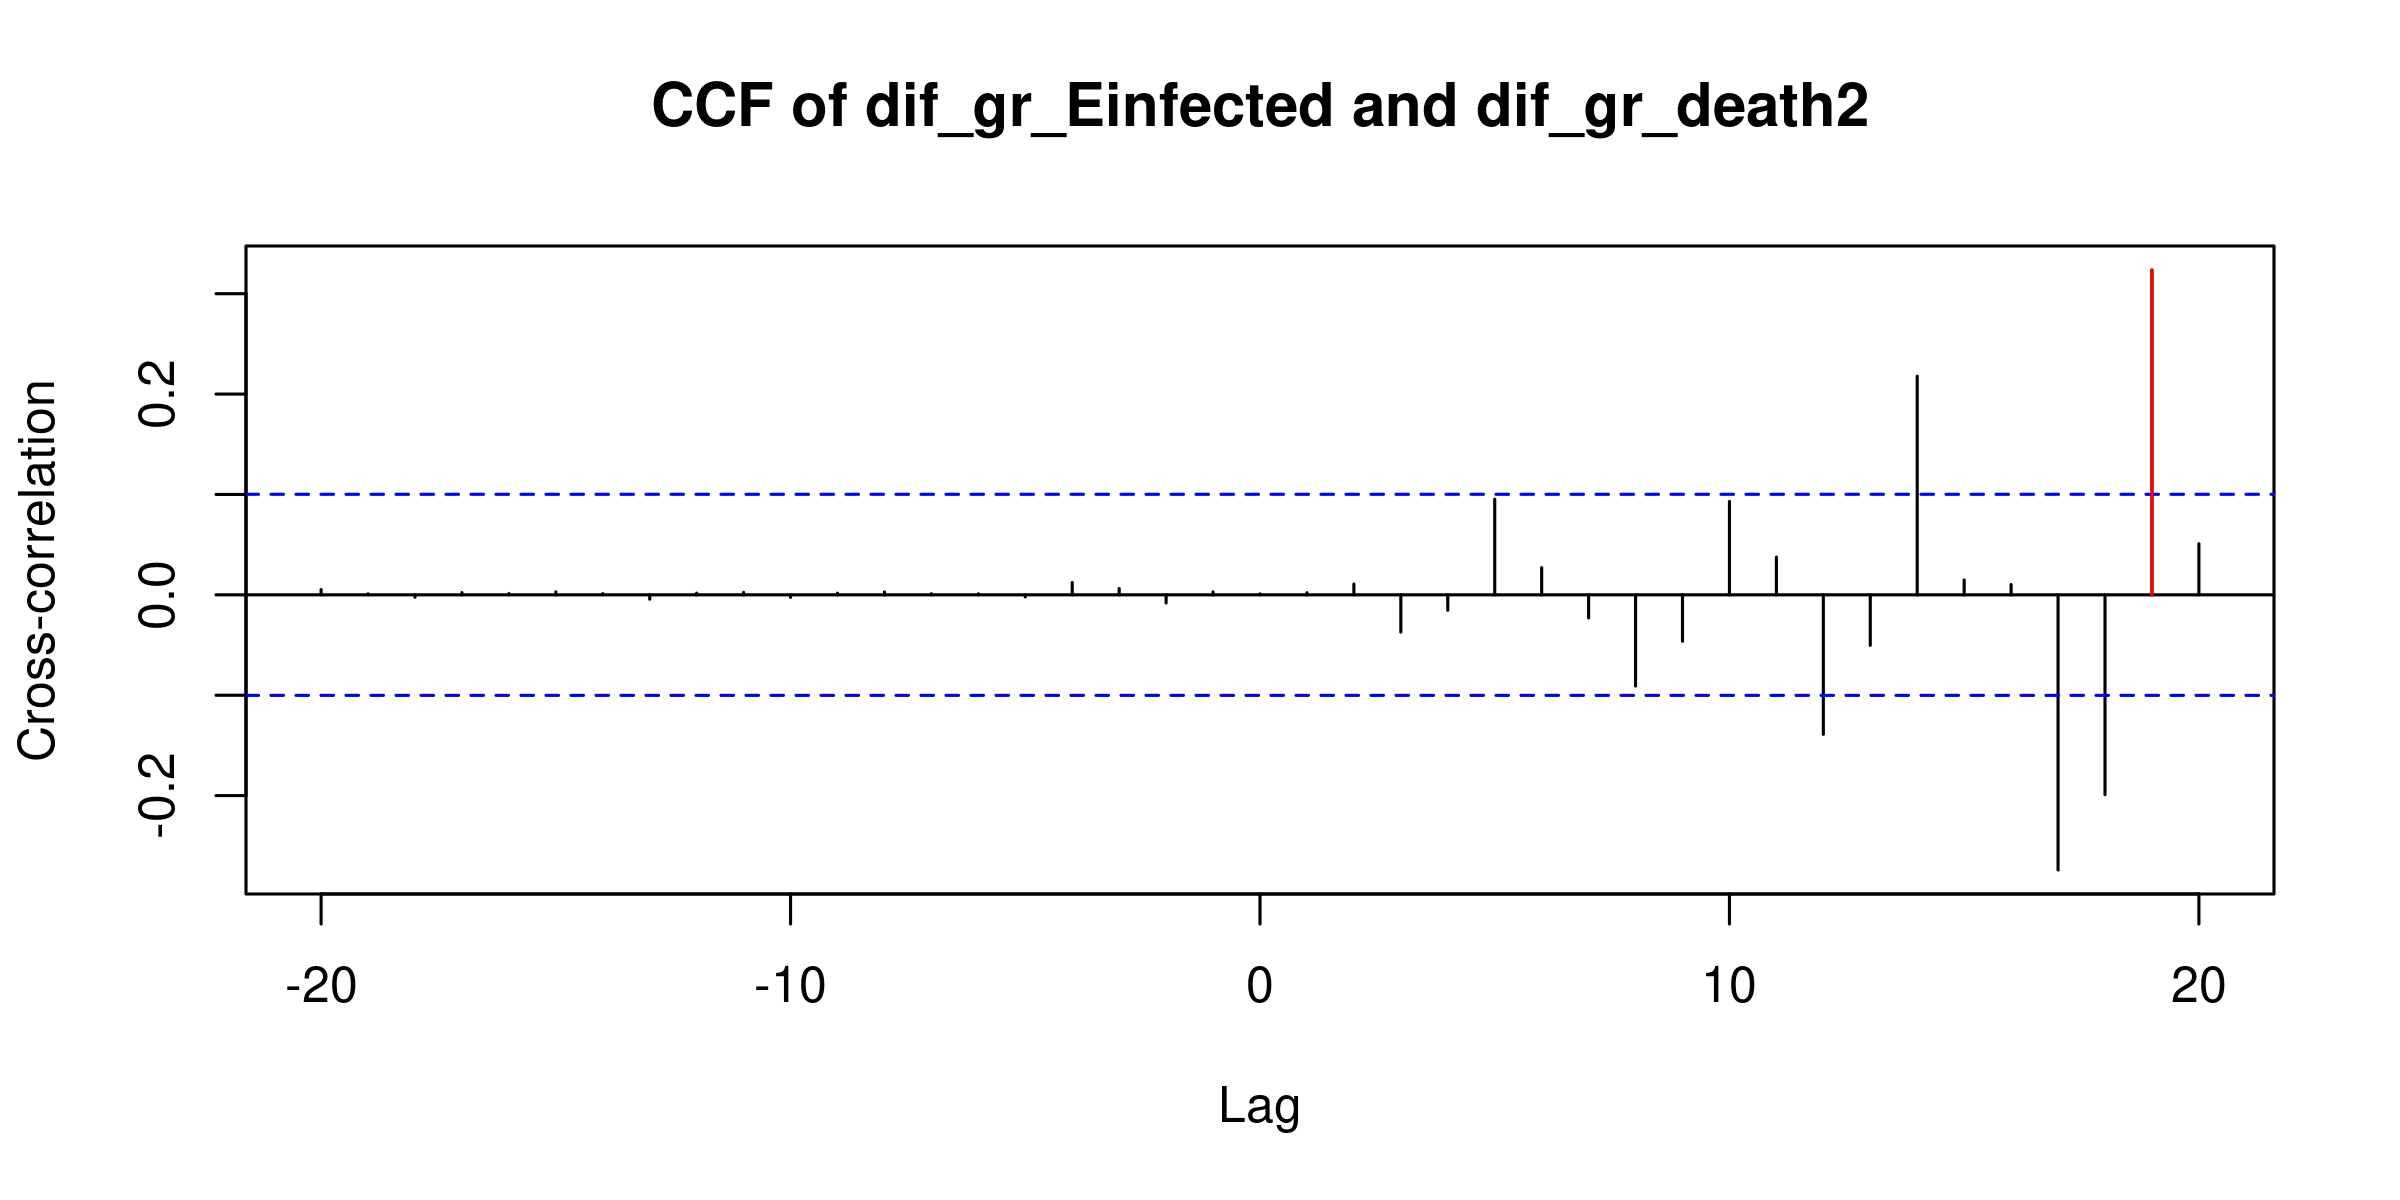 CCF of dif_gr_Einfected and dif_gr_death2
Cross-correlation
0.2
0.0
-0.2
-20 -10 0 10 20
Lag